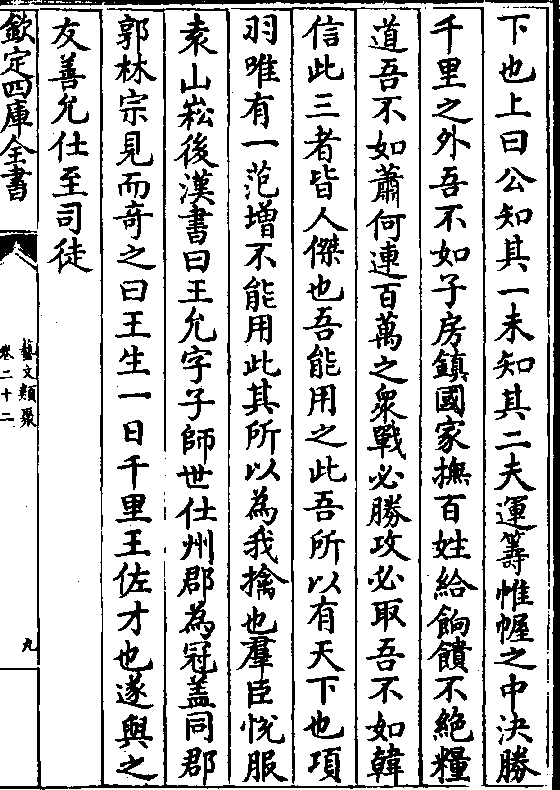 下也上曰公知其一未知其二夫運籌帷幄之中決勝
千里之外吾不如子房鎮國家撫百姓給餉饋不絶糧
道吾不如蕭何連百萬之衆戰必勝攻必取吾不如韓
信此三者皆人傑也吾能用之此吾所以有天下也項
羽唯有一范增不能用此其所以為我擒也羣臣悅服
袁山崧後漢書曰王允字子師世仕州郡為冠盖同郡
郭林宗見而竒之曰王生一日千里王佐才也遂與之
友善允仕至司徒
欽定四庫全書
藝文類聚
卷二十二
九